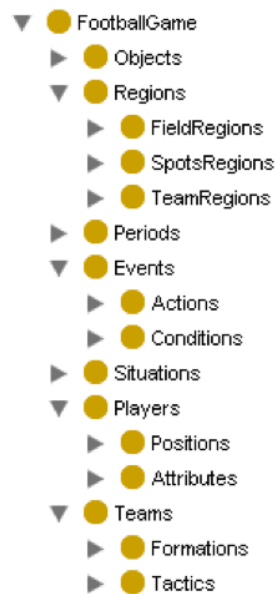 FootballGame
Objects
Regions
FieldRegions
SpotsRegions
TeamRegions
Periods
Events
Actions
Conditions
Situations
Players
Positions
Attributes
Teams
Formations
Tactics